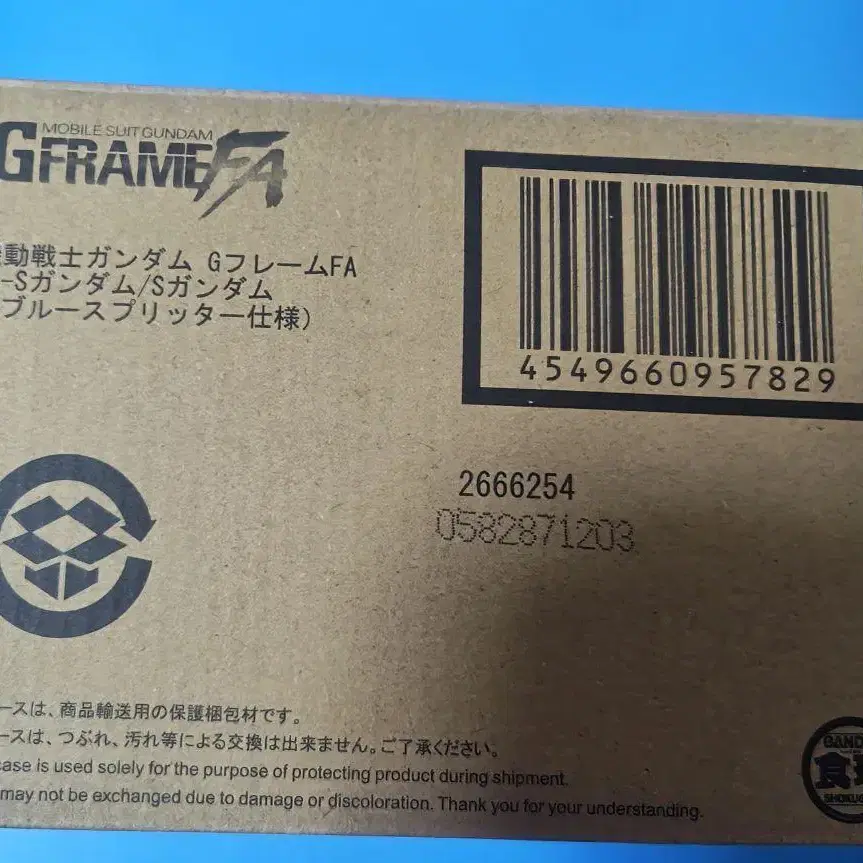 MOBILE SUIT GUNDAM
GFRAMEFA
動戦士ガンダム GフレームFA
-Sガンダム/Sガンダム
ブルースプリッター仕様)
4549660957829
2666254
0582871203
ースは、商品輸送用の保護梱包材です。
ースは、つぶれ、汚れ等による交換は出来ません。ご了承ください。
case is used solely for the purpose of protecting product during shipment.
may not be exchanged due to damage or discoloration. Thank you for your understanding.
BAND
食
SHOKUG